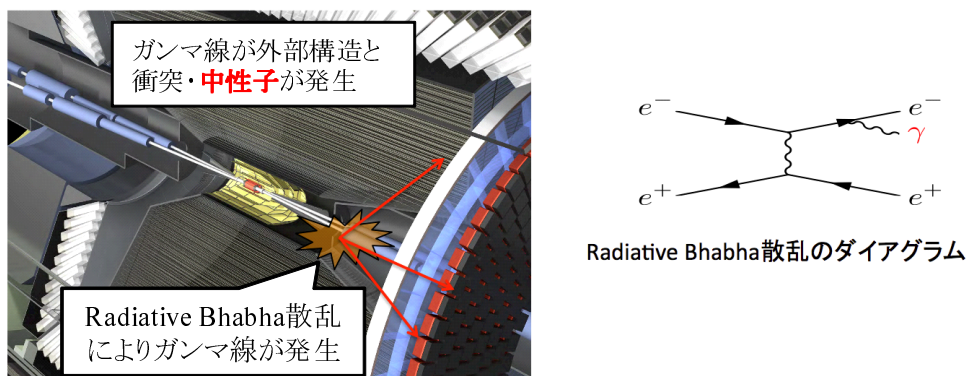 ガンマ線が外部構造と
衝突・中性子が発生
Radiative Bhabha散乱
によりガンマ線が発生
e−
e−
γ
e+
e+
Radiative Bhabha散乱のダイアグラム